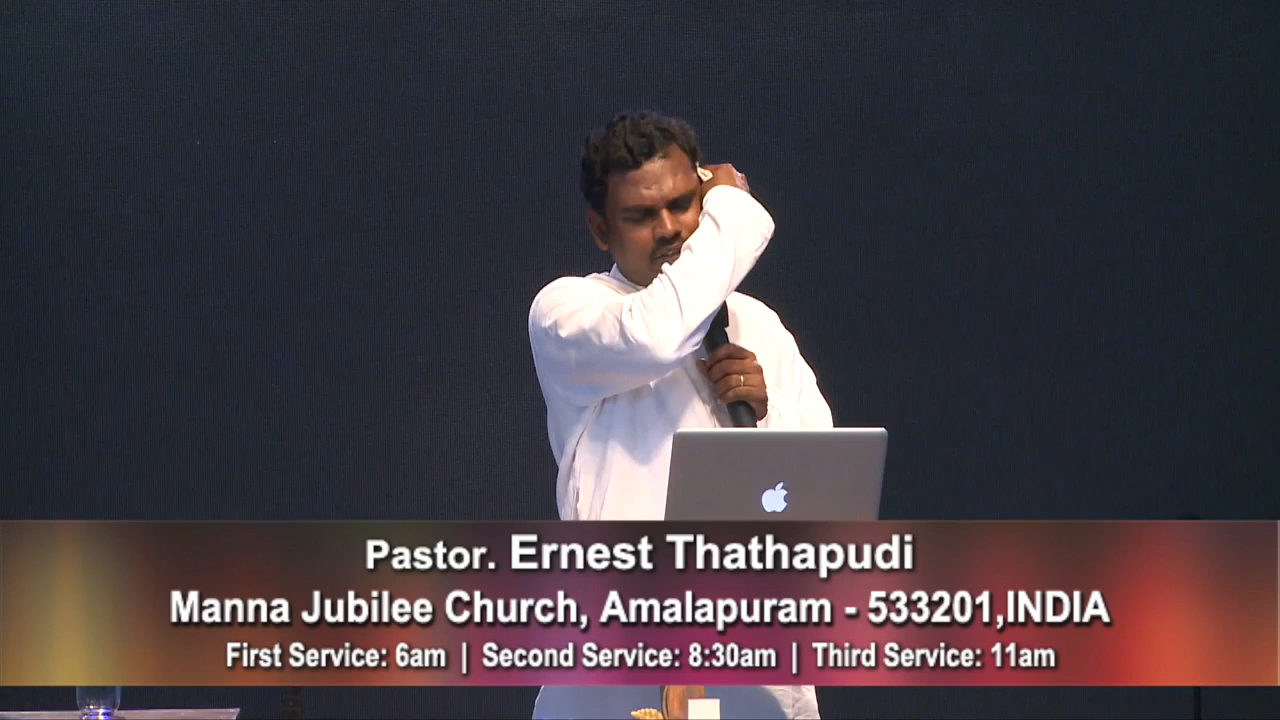 Pastor. Ernest Thathapudi
Manna Jubilee Church, Amalapuram - 533201,INDIA
First Service: 6am | Second Service: 8:30am | Third Service: 11am